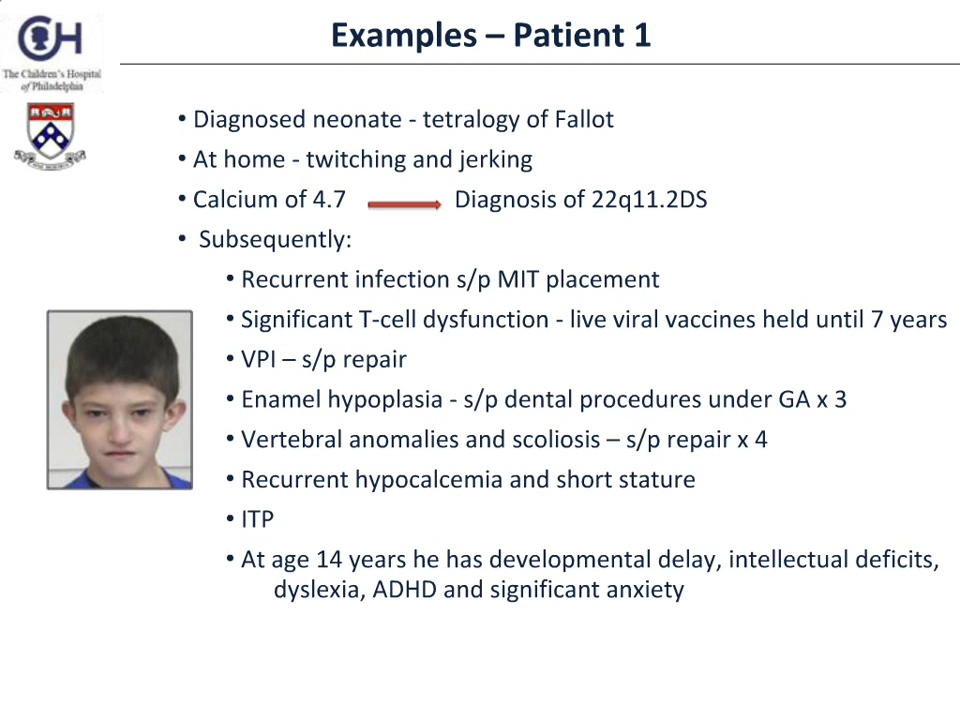 Examples – Patient 1
The Children's Hospital
of Philadelphia
• Diagnosed neonate - tetralogy of Fallot
• At home - twitching and jerking
• Calcium of 4.7 Diagnosis of 22q11.2DS
• Subsequently:
• Recurrent infection s/p MIT placement
• Significant T-cell dysfunction - live viral vaccines held until 7 years
• VPI – s/p repair
• Enamel hypoplasia - s/p dental procedures under GA x 3
• Vertebral anomalies and scoliosis – s/p repair x 4
• Recurrent hypocalcemia and short stature
• ITP
• At age 14 years he has developmental delay, intellectual deficits,
dyslexia, ADHD and significant anxiety